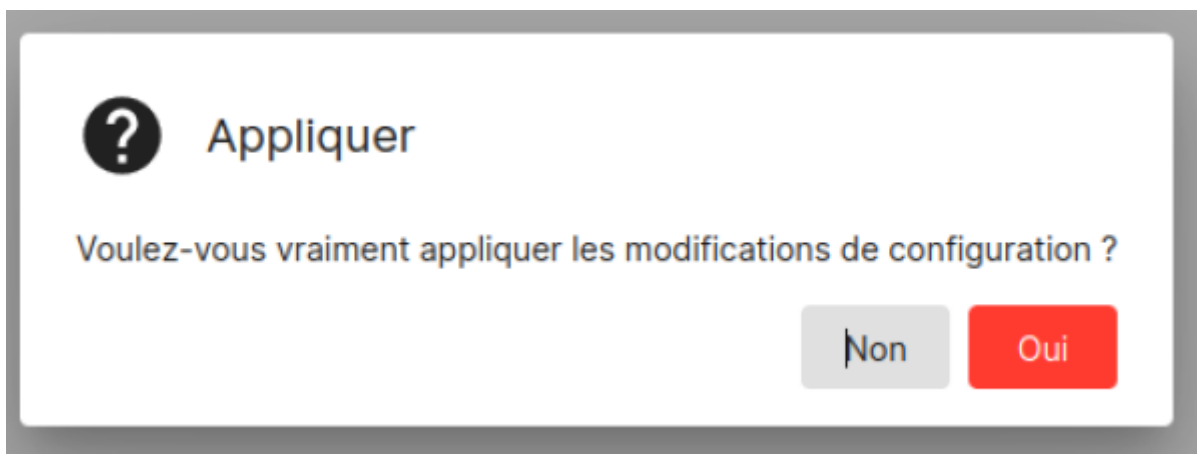 Appliquer
Voulez-vous vraiment appliquer les modifications de configuration ?
Non
Oui